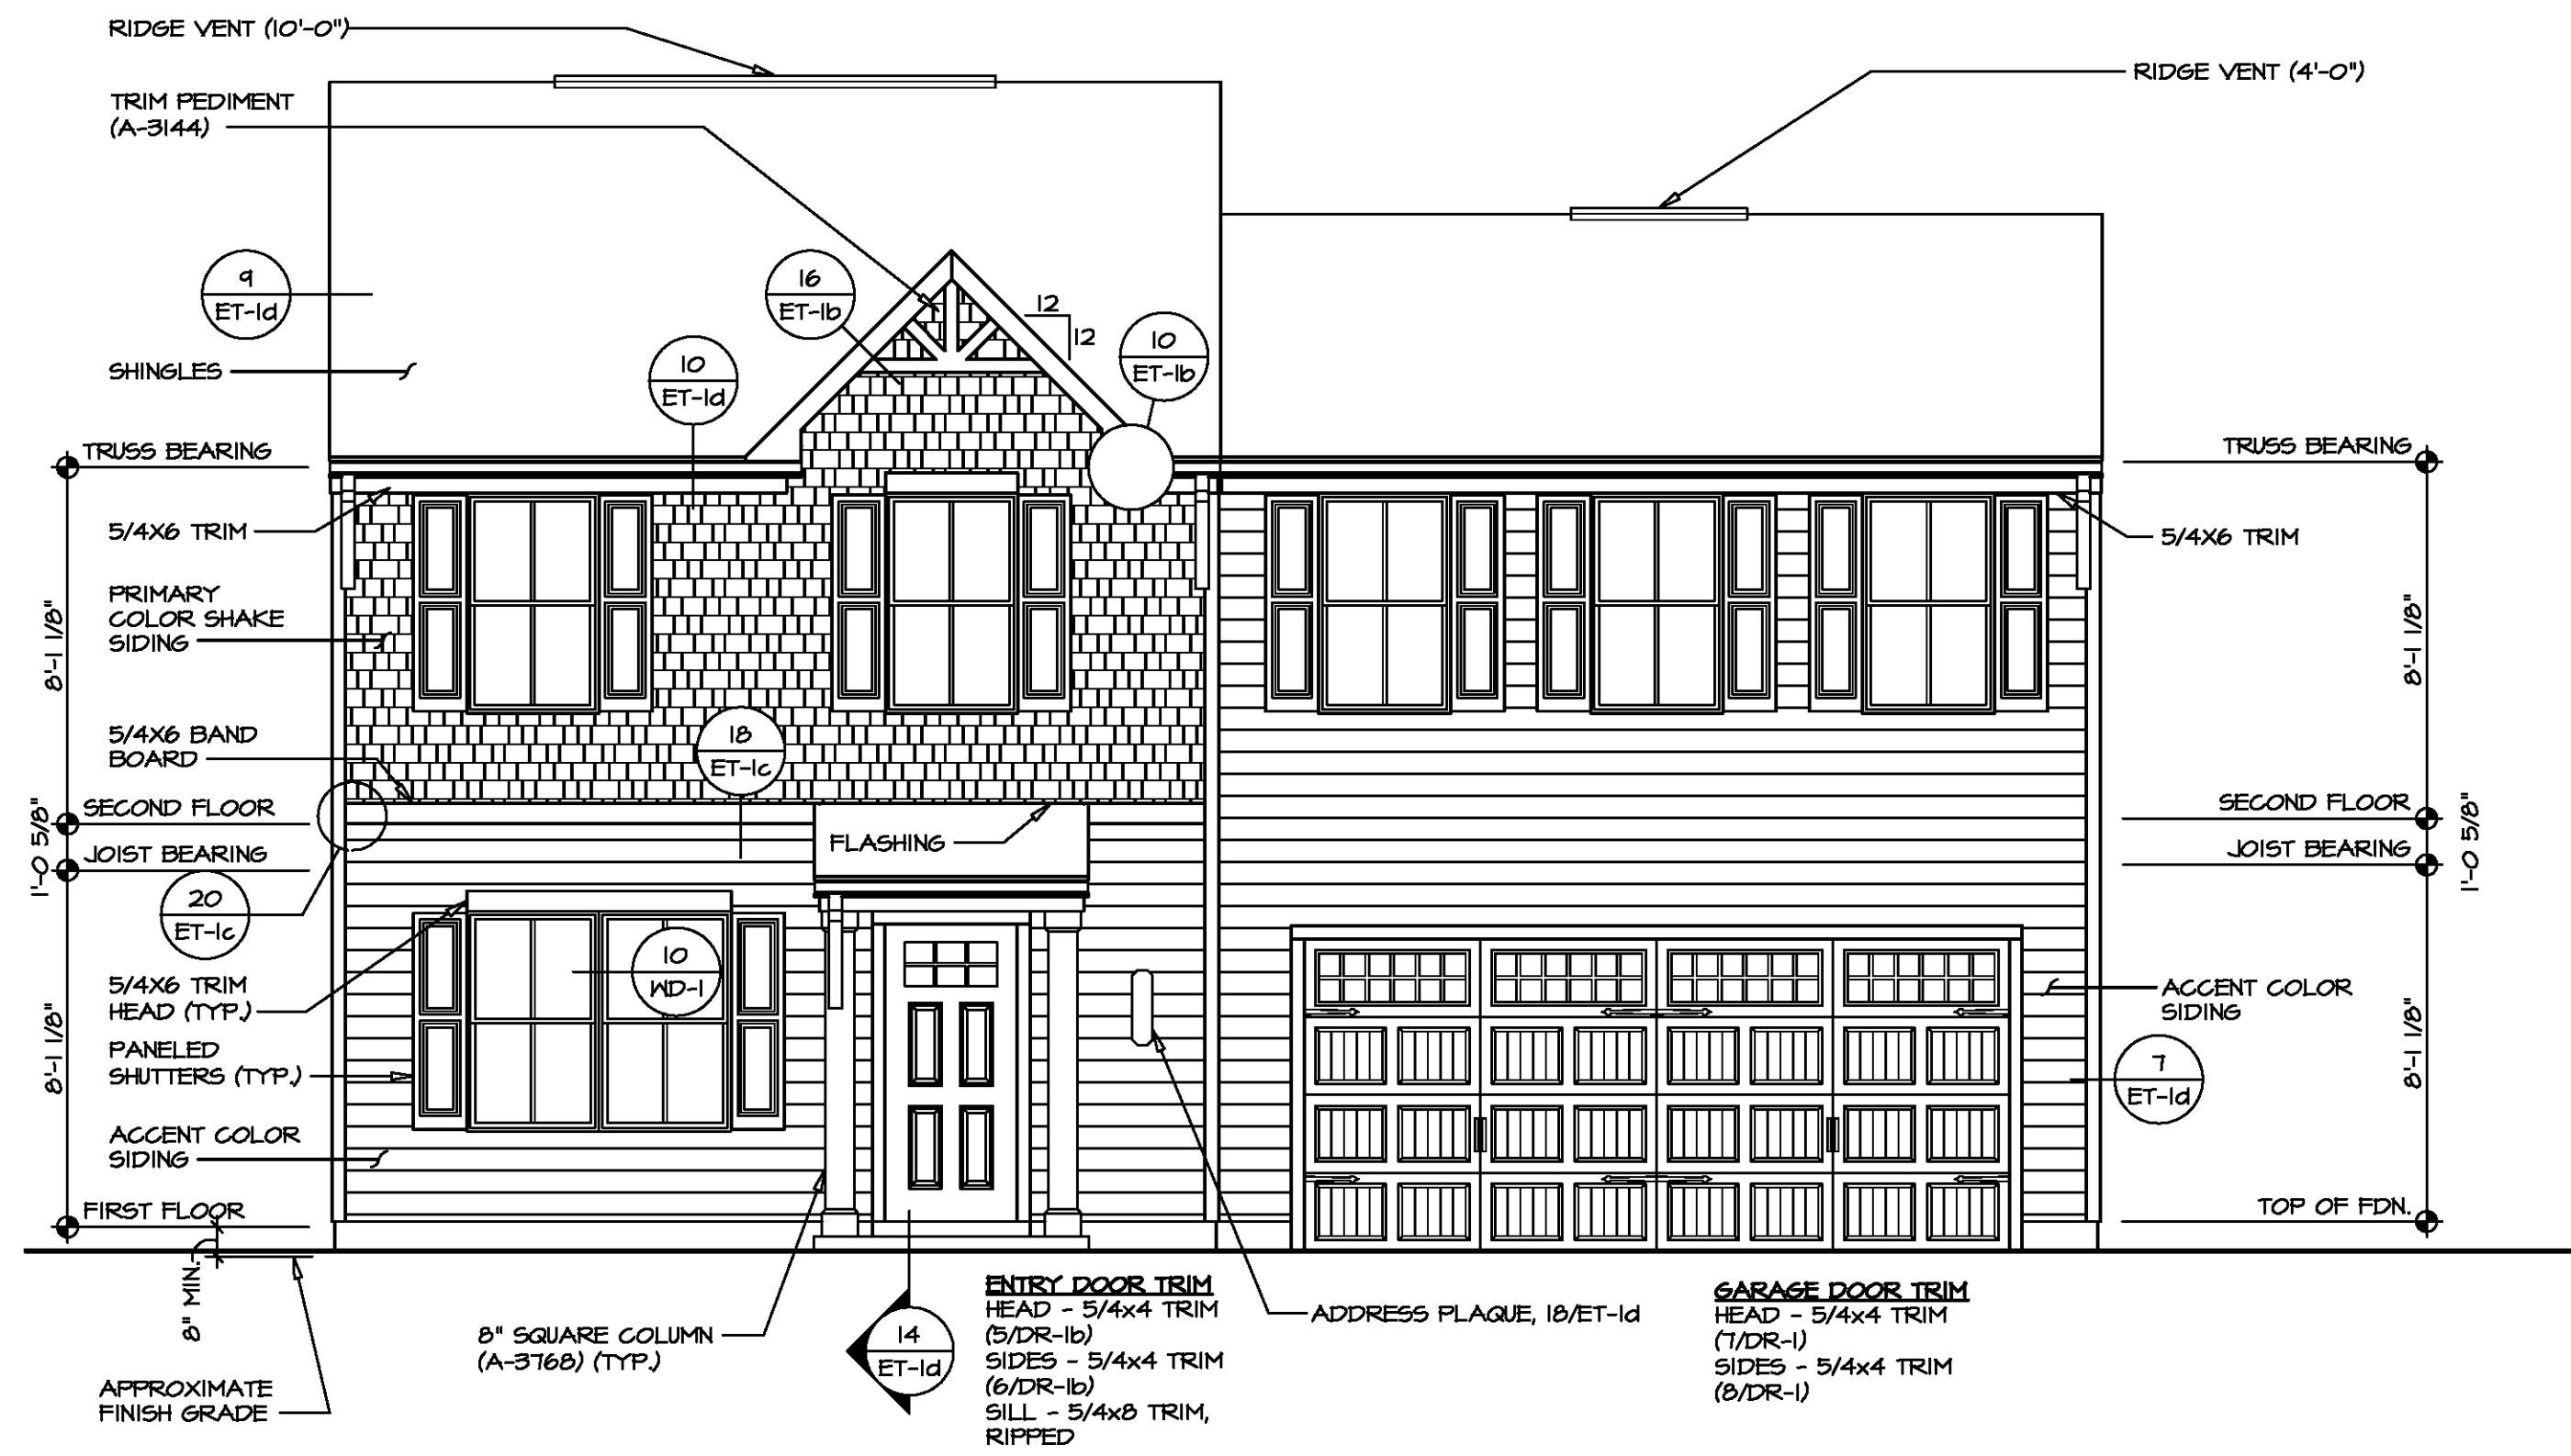 RIDGE VENT (10'-0")
RIDGE VENT (4'-0")
TRIM PEDIMENT
(A-3144)
9
ET-1d
16
ET-1b
12
12
10
ET-1b
10
ET-1d
SHINGLES
TRUSS BEARING
TRUSS BEARING
5/4X6 TRIM
5/4X6 TRIM
PRIMARY
COLOR SHAKE
SIDING
8'-1 1/8"
8'-1 1/8"
5/4X6 BAND
BOARD
18
ET-1c
SECOND FLOOR
SECOND FLOOR
1'-0 5/8"
1'-0 5/8"
FLASHING
JOIST BEARING
JOIST BEARING
20
ET-1c
10
WD-1
5/4X6 TRIM
HEAD (TYP.)
ACCENT COLOR
SIDING
8'-1 1/8"
8'-1 1/8"
PANELED
SHUTTERS (TYP.)
7
ET-1d
ACCENT COLOR
SIDING
FIRST FLOOR
TOP OF FDN.
8" MIN.
APPROXIMATE
FINISH GRADE
8" SQUARE COLUMN
(A-3768) (TYP.)
14
ET-1d
ENTRY DOOR TRIM
HEAD - 5/4x4 TRIM
(5/DR-1b)
SIDES - 5/4x4 TRIM
(6/DR-1b)
SILL - 5/4x8 TRIM,
RIPPED
ADDRESS PLAQUE, 18/ET-1d
GARAGE DOOR TRIM
HEAD - 5/4x4 TRIM
(7/DR-1)
SIDES - 5/4x4 TRIM
(8/DR-1)